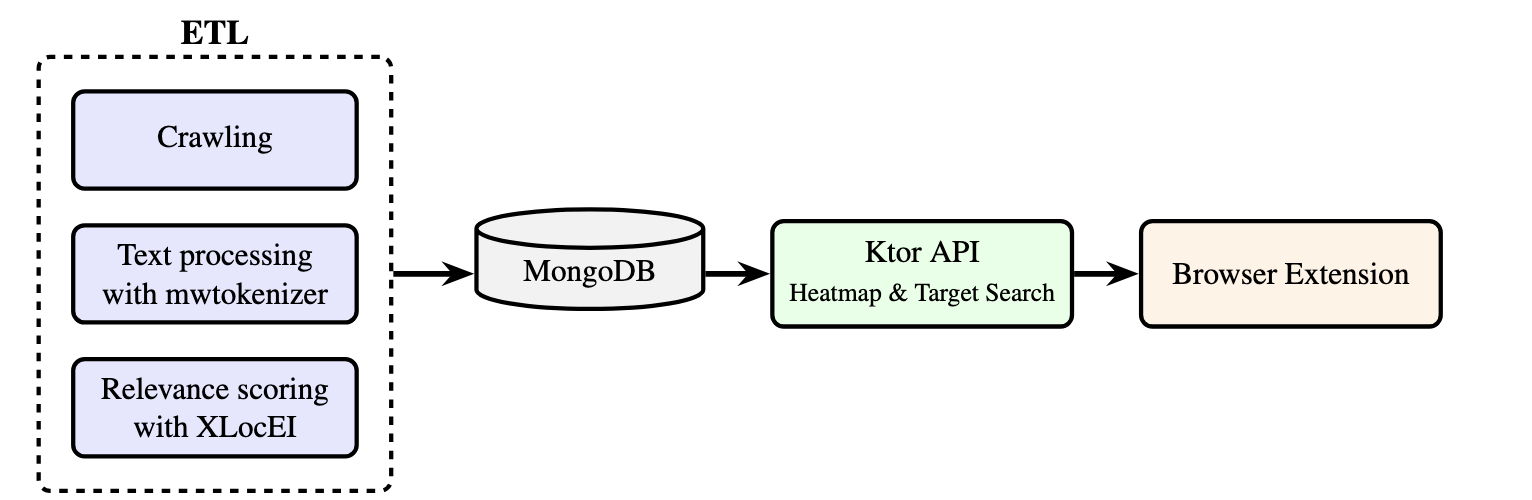 ETL
Crawling
Text processing
with mwtokenizer
Relevance scoring
with XLocEI
MongoDB
Ktor API
Heatmap & Target Search
Browser Extension